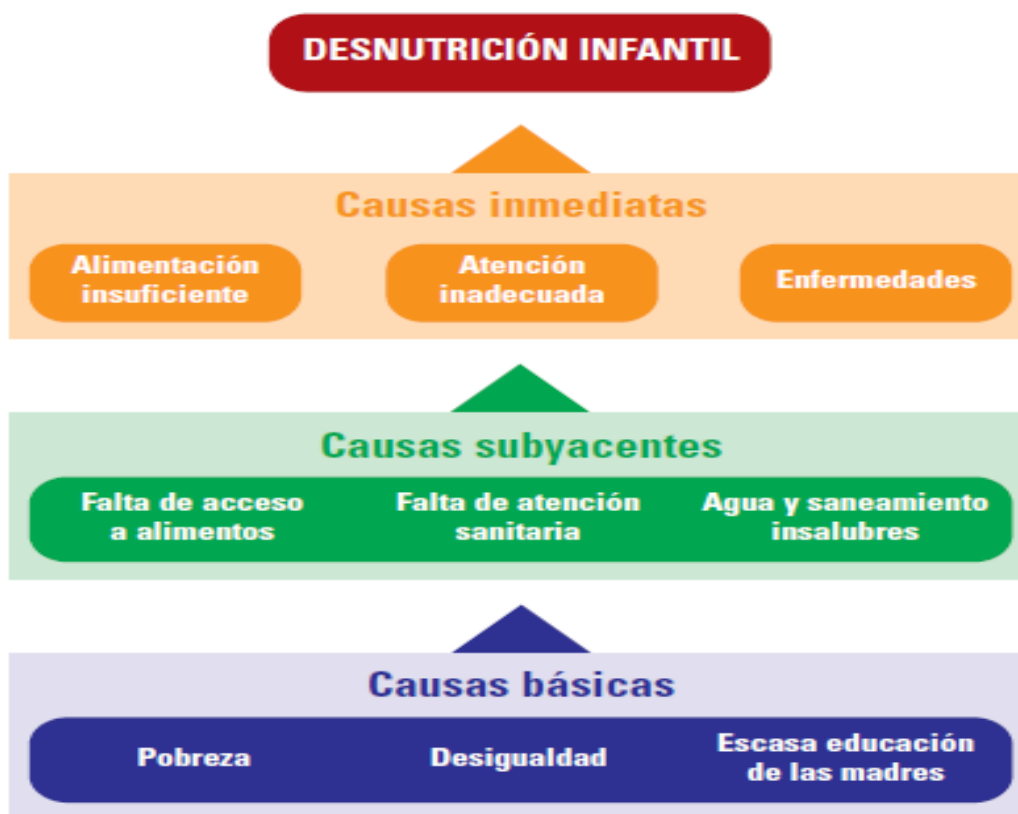 DESNUTRICIÓN INFANTIL
Causas inmediatas
Alimentación
insuficiente
Atención
inadecuada
Enfermedades
Causas subyacentes
Falta de acceso
a alimentos
Falta de atención
sanitaria
Agua y saneamiento
insalubres
Causas básicas
Pobreza
Desigualdad
Escasa educación
de las madres